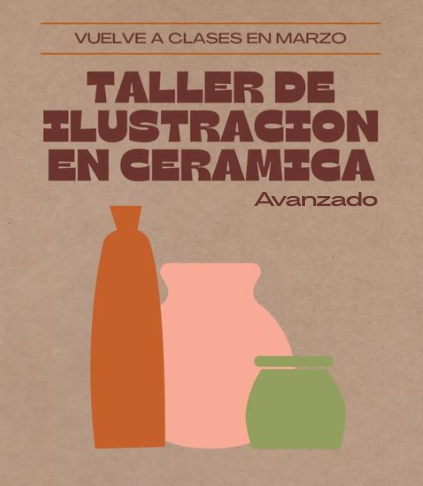 VUELVE A CLASES EN MARZO
TALLER DE
ILUSTRACION
EN CERAMICA
Avanzado